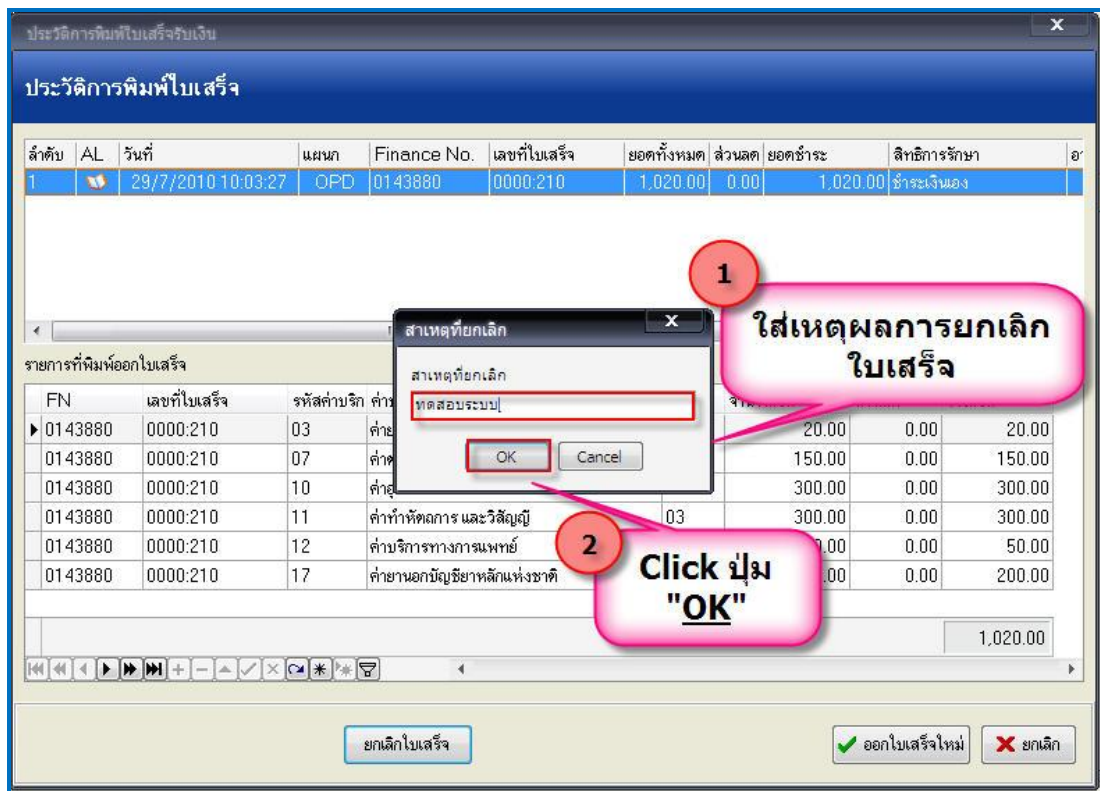 ประวัติการพิมพ์ใบเสร็จรับเงิน
x
ประวัติการพิมพ์ใบเสร็จ
ลำดับ AL วันที่ แผนก Finance No. เลขที่ใบเสร็จ ยอดทั้งหมด ส่วนลด ยอดชำระ สิทธิการรักษา
1 29/7/2010 10:03:27 OPD 0143880 0000:210 1,020.00 0.00 1,020.00 ชำระเงินเอง
1
ใส่เหตุผลการยกเลิก
ใบเสร็จ
สาเหตุที่ยกเลิก
x
สาเหตุที่ยกเลิก
ทดสอบระบบ
OK Cancel
รายการที่พิมพ์ออกใบเสร็จ
FN เลขที่ใบเสร็จ รหัสค่าบริก
0143880 0000:210 03 20.00 0.00 20.00
0143880 0000:210 07 150.00 0.00 150.00
0143880 0000:210 10 300.00 0.00 300.00
0143880 0000:210 11 ค่าทำหัตถการ และวิสัญญี 03 300.00 0.00 300.00
0143880 0000:210 12 ค่าบริการทางการแพทย์ 0.00 50.00
0143880 0000:210 17 ค่ายานอกบัญชียาหลักแห่งชาติ 0.00 200.00
2
Click ปุ่ม
"OK"
1,020.00
ยกเลิกใบเสร็จ ออกใบเสร็จใหม่ ยกเลิก